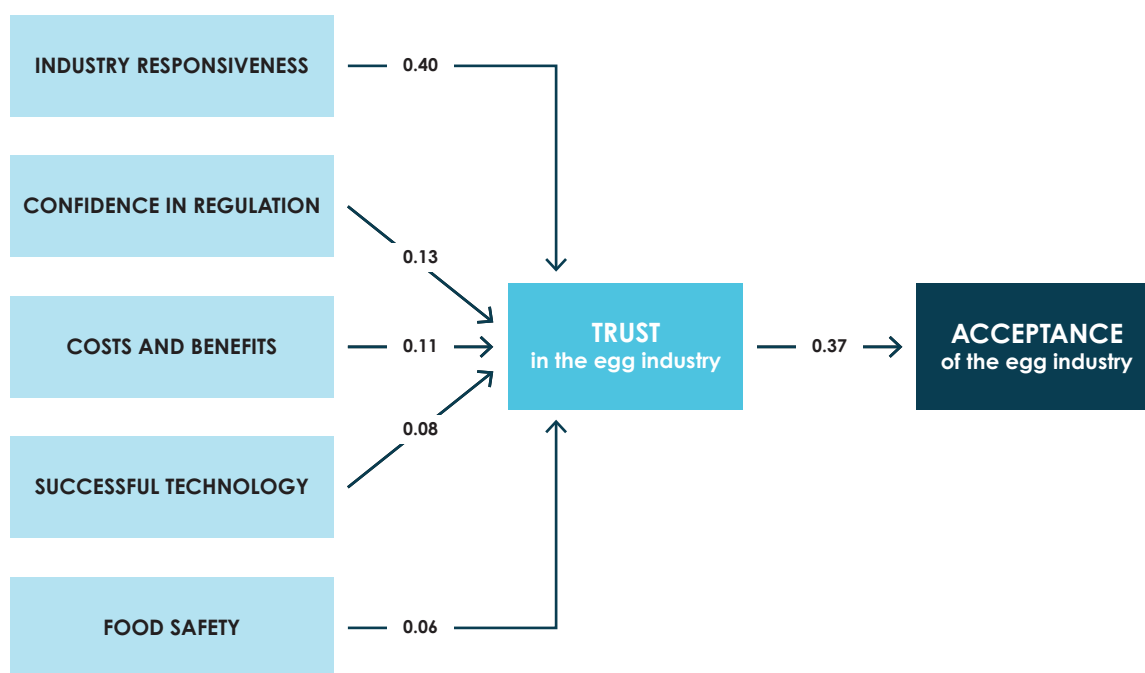 INDUSTRY RESPONSIVENESS
0.40
CONFIDENCE IN REGULATION
0.13
COSTS AND BENEFITS
0.11
SUCCESSFUL TECHNOLOGY
0.08
FOOD SAFETY
0.06
TRUST
in the egg industry
0.37
ACCEPTANCE
of the egg industry